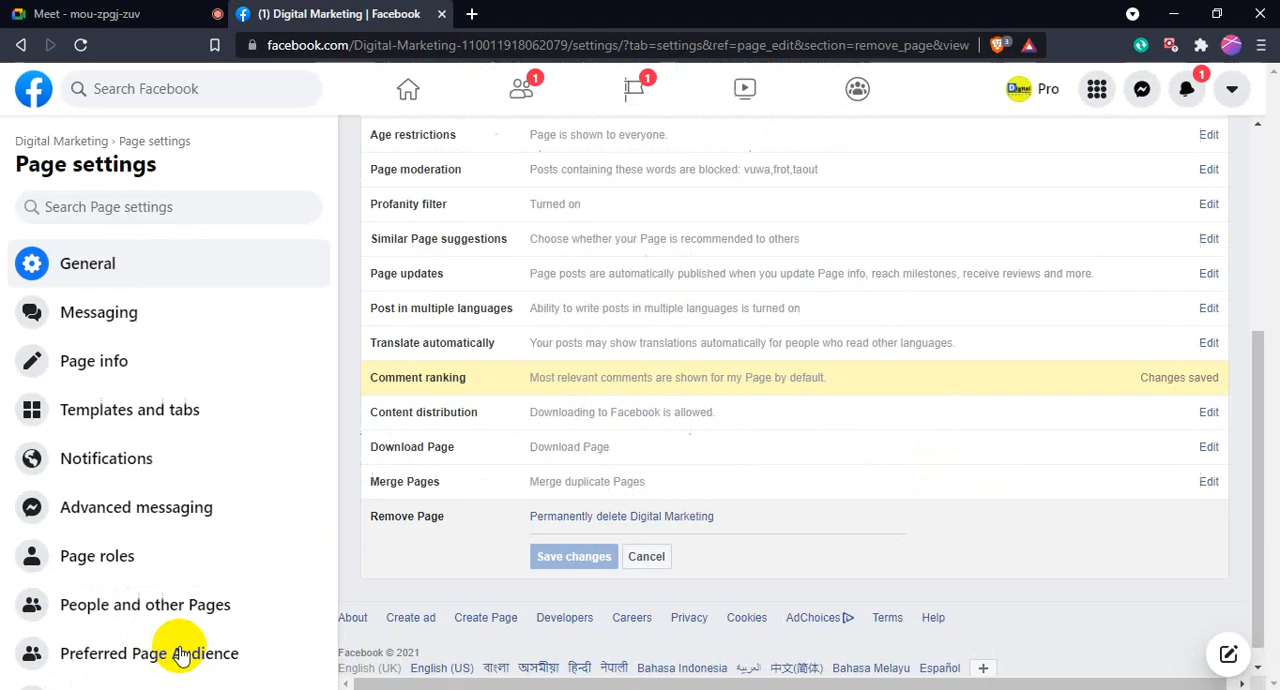 Meet - mou-zpgj-zuv
(1) Digital Marketing | Facebook
facebook.com/Digital-Marketing-110011918062079/settings/?tab=settings&ref=page_edit&section=remove_page&view
3
Search Facebook
1
1
Digital
Pro
1
Digital Marketing › Page settings
Page settings
Search Page settings
General
Messaging
Page info
Templates and tabs
Notifications
Advanced messaging
Page roles
People and other Pages
Preferred Page Audience
Age restrictions Page is shown to everyone. Edit
Page moderation Posts containing these words are blocked: vuwa,frot,taout Edit
Profanity filter Turned on Edit
Similar Page suggestions Choose whether your Page is recommended to others Edit
Page updates Page posts are automatically published when you update Page info, reach milestones, receive reviews and more. Edit
Post in multiple languages Ability to write posts in multiple languages is turned on Edit
Translate automatically Your posts may show translations automatically for people who read other languages. Edit
Comment ranking Most relevant comments are shown for my Page by default. Changes saved
Content distribution Downloading to Facebook is allowed. Edit
Download Page Download Page Edit
Merge Pages Merge duplicate Pages Edit
Remove Page Permanently delete Digital Marketing
Save changes Cancel
About Create ad Create Page Developers Careers Privacy Cookies AdChoices Terms Help
Facebook © 2021
English (UK) English (US) বাংলা অসমীয়া हिन्दी नेपाली Bahasa Indonesia العربية 中文(简体) Bahasa Melayu Español